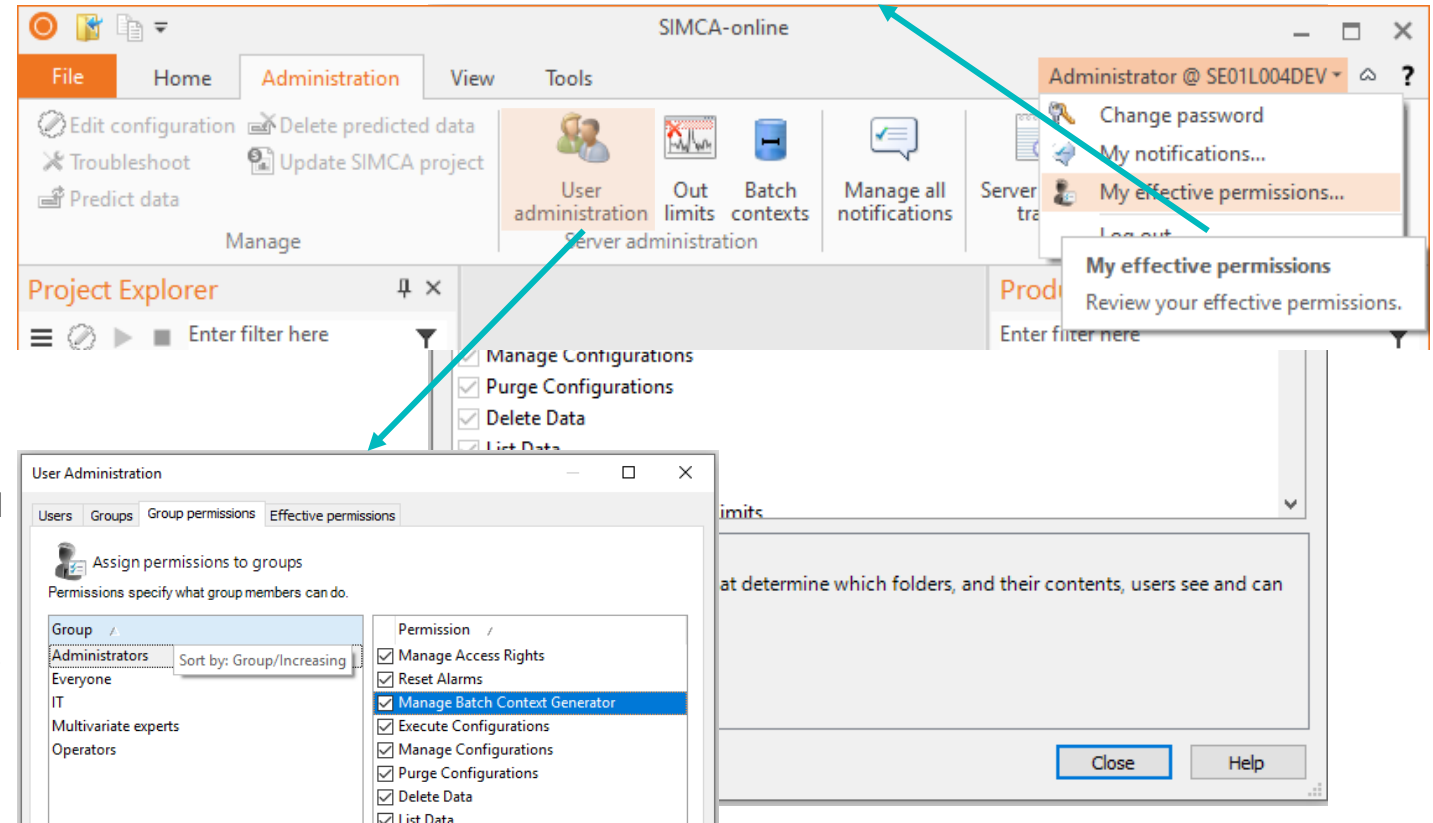 SIMCA-online
File Home Administration View Tools Administrator @ SE01L004DEV ?
Edit configuration Delete predicted data
Troubleshoot Update SIMCA project
Predict data
Manage
User administration
Out limits
Batch contexts
Server administration
Manage all notifications
Server
Change password
My notifications...
My effective permissions...
Log out
My effective permissions
Review your effective permissions.
Project Explorer
Enter filter here
Enter filter here
Manage Configurations
Purge Configurations
Delete Data
List Data
at determine which folders, and their contents, users see and can
Close Help
User Administration
Users Groups Group permissions Effective permissions
Assign permissions to groups
Permissions specify what group members can do.
Group
Administrators
Sort by: Group/Increasing
Everyone
IT
Multivariate experts
Operators
Permission
Manage Access Rights
Reset Alarms
Manage Batch Context Generator
Execute Configurations
Manage Configurations
Purge Configurations
Delete Data
List Data